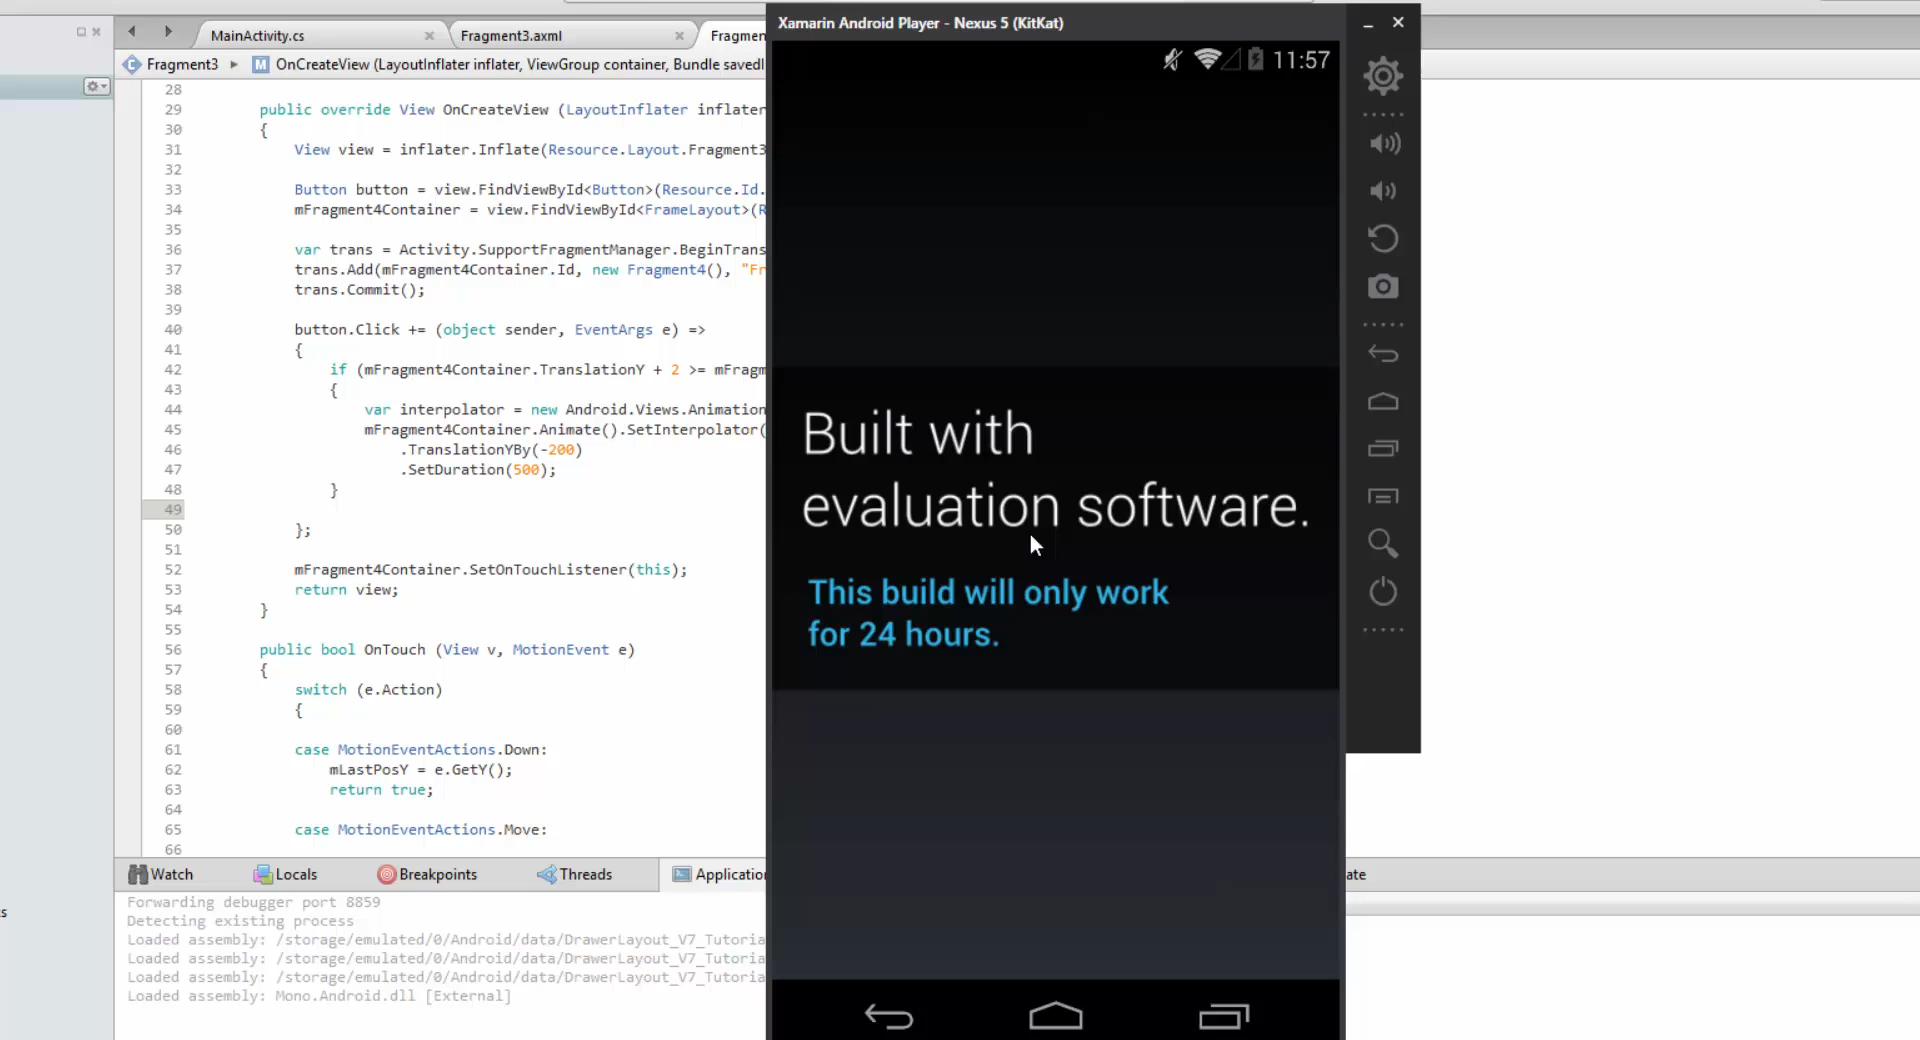 MainActivity.cs
Fragment3.axml
Fragmen
Fragment3
OnCreateView (LayoutInflater inflater, ViewGroup container, Bundle savedI
28
29 public override View OnCreateView (LayoutInflater inflater
30 {
31 View view = inflater.Inflate(Resource.Layout.Fragment3
32
33 Button button = view.FindViewById<Button>(Resource.Id.
34 mFragment4Container = view.FindViewById<FrameLayout>(R
35
36 var trans = Activity.SupportFragmentManager.BeginTrans
37 trans.Add(mFragment4Container.Id, new Fragment4(), "Fr
38 trans.Commit();
39
40 button.Click += (object sender, EventArgs e) =>
41 {
42 if (mFragment4Container.TranslationY + 2 >= mFragm
43 {
44 var interpolator = new Android.Views.Animation
45 mFragment4Container.Animate().SetInterpolator(
46 .TranslationYBy(-200)
47 .SetDuration(500);
48 }
49
50 };
51
52 mFragment4Container.SetOnTouchListener(this);
53 return view;
54 }
55
56 public bool OnTouch (View v, MotionEvent e)
57 {
58 switch (e.Action)
59 {
60
61 case MotionEventActions.Down:
62 mLastPosY = e.GetY();
63 return true;
64
65 case MotionEventActions.Move:
66
Watch
Locals
Breakpoints
Threads
Application
ate
Forwarding debugger port 8859
Detecting existing process
Loaded assembly: /storage/emulated/0/Android/data/DrawerLayout_V7_Tutoria
Loaded assembly: /storage/emulated/0/Android/data/DrawerLayout_V7_Tutoria
Loaded assembly: /storage/emulated/0/Android/data/DrawerLayout_V7_Tutoria
Loaded assembly: Mono.Android.dll [External]
Xamarin Android Player - Nexus 5 (KitKat)
11:57
Built with
evaluation software.
This build will only work
for 24 hours.